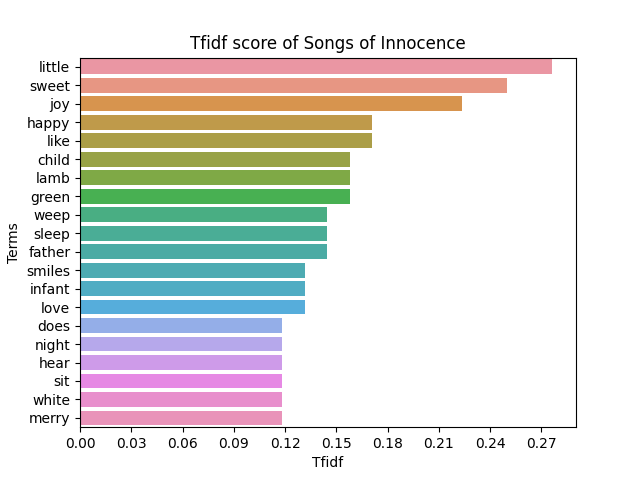 Tfidf score of Songs of Innocence
little
sweet
joy
happy
like
child
lamb
green
weep
sleep
father
smiles
infant
love
does
night
hear
sit
white
merry
Terms
0.00 0.03 0.06 0.09 0.12 0.15 0.18 0.21 0.24 0.27
Tfidf